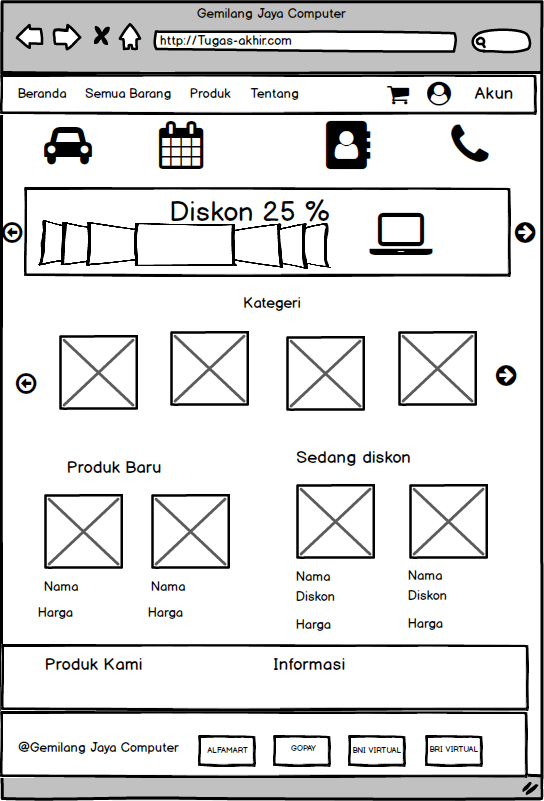 Gemilang Jaya Computer
http://Tugas-akhir.com
Beranda Semua Barang Produk Tentang Akun
Diskon 25 %
Kategeri
Produk Baru
Sedang diskon
Nama Nama Nama Nama
Diskon Diskon
Harga Harga Harga Harga
Produk Kami Informasi
@Gemilang Jaya Computer ALFAMART GOPAY BNI VIRTUAL BRI VIRTUAL